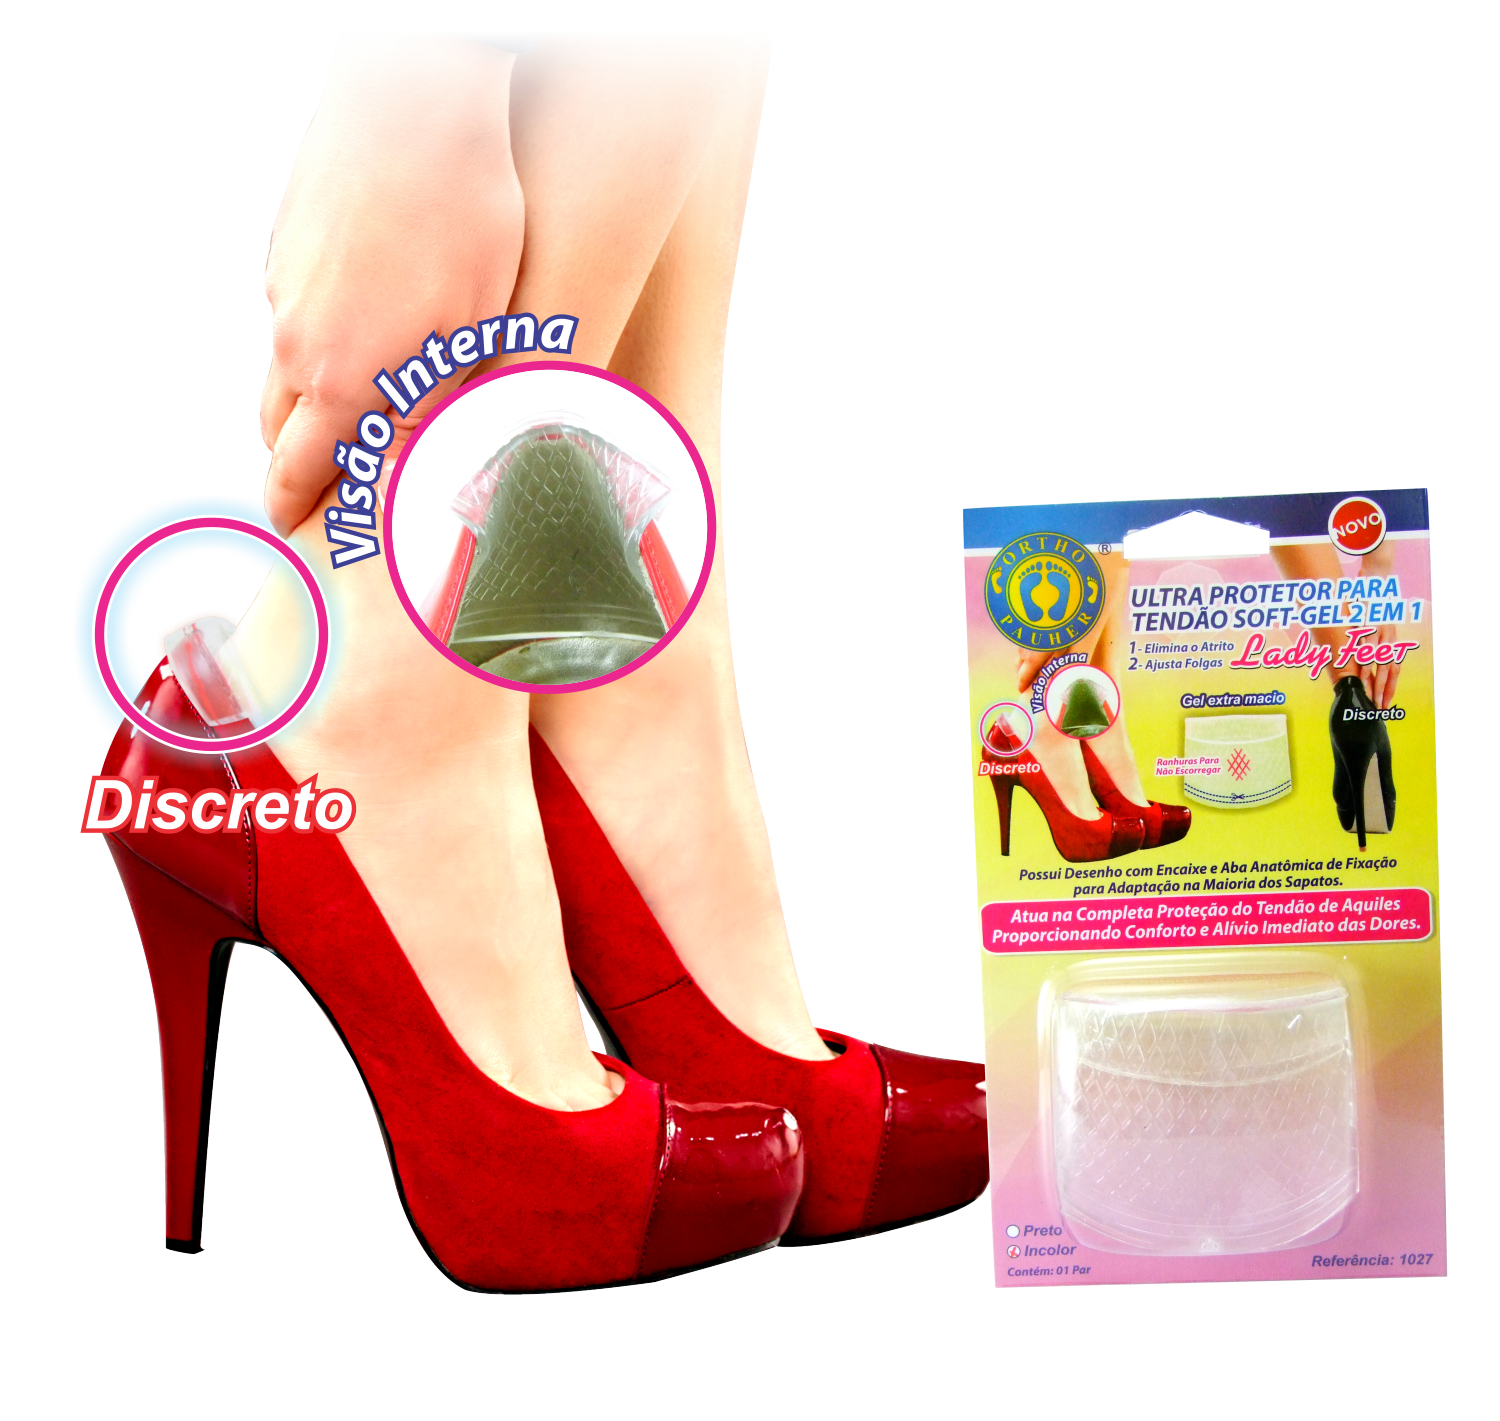 Visão Interna
Discreto
NOVO
ORTHO
PAUHER
®
ULTRA PROTETOR PARA
TENDÃO SOFT-GEL 2 EM 1
1- Elimina o Atrito
2- Ajusta Folgas
Lady Feet
Visão Interna
Gel extra macio
Discreto
Ranhuras Para
Não Escorregar
Discreto
Possui Desenho com Encaixe e Aba Anatômica de Fixação
para Adaptação na Maioria dos Sapatos.
Atua na Completa Proteção do Tendão de Aquiles
Proporcionando Conforto e Alívio Imediato das Dores.
Preto
Incolor
Contém: 01 Par
Referência: 1027